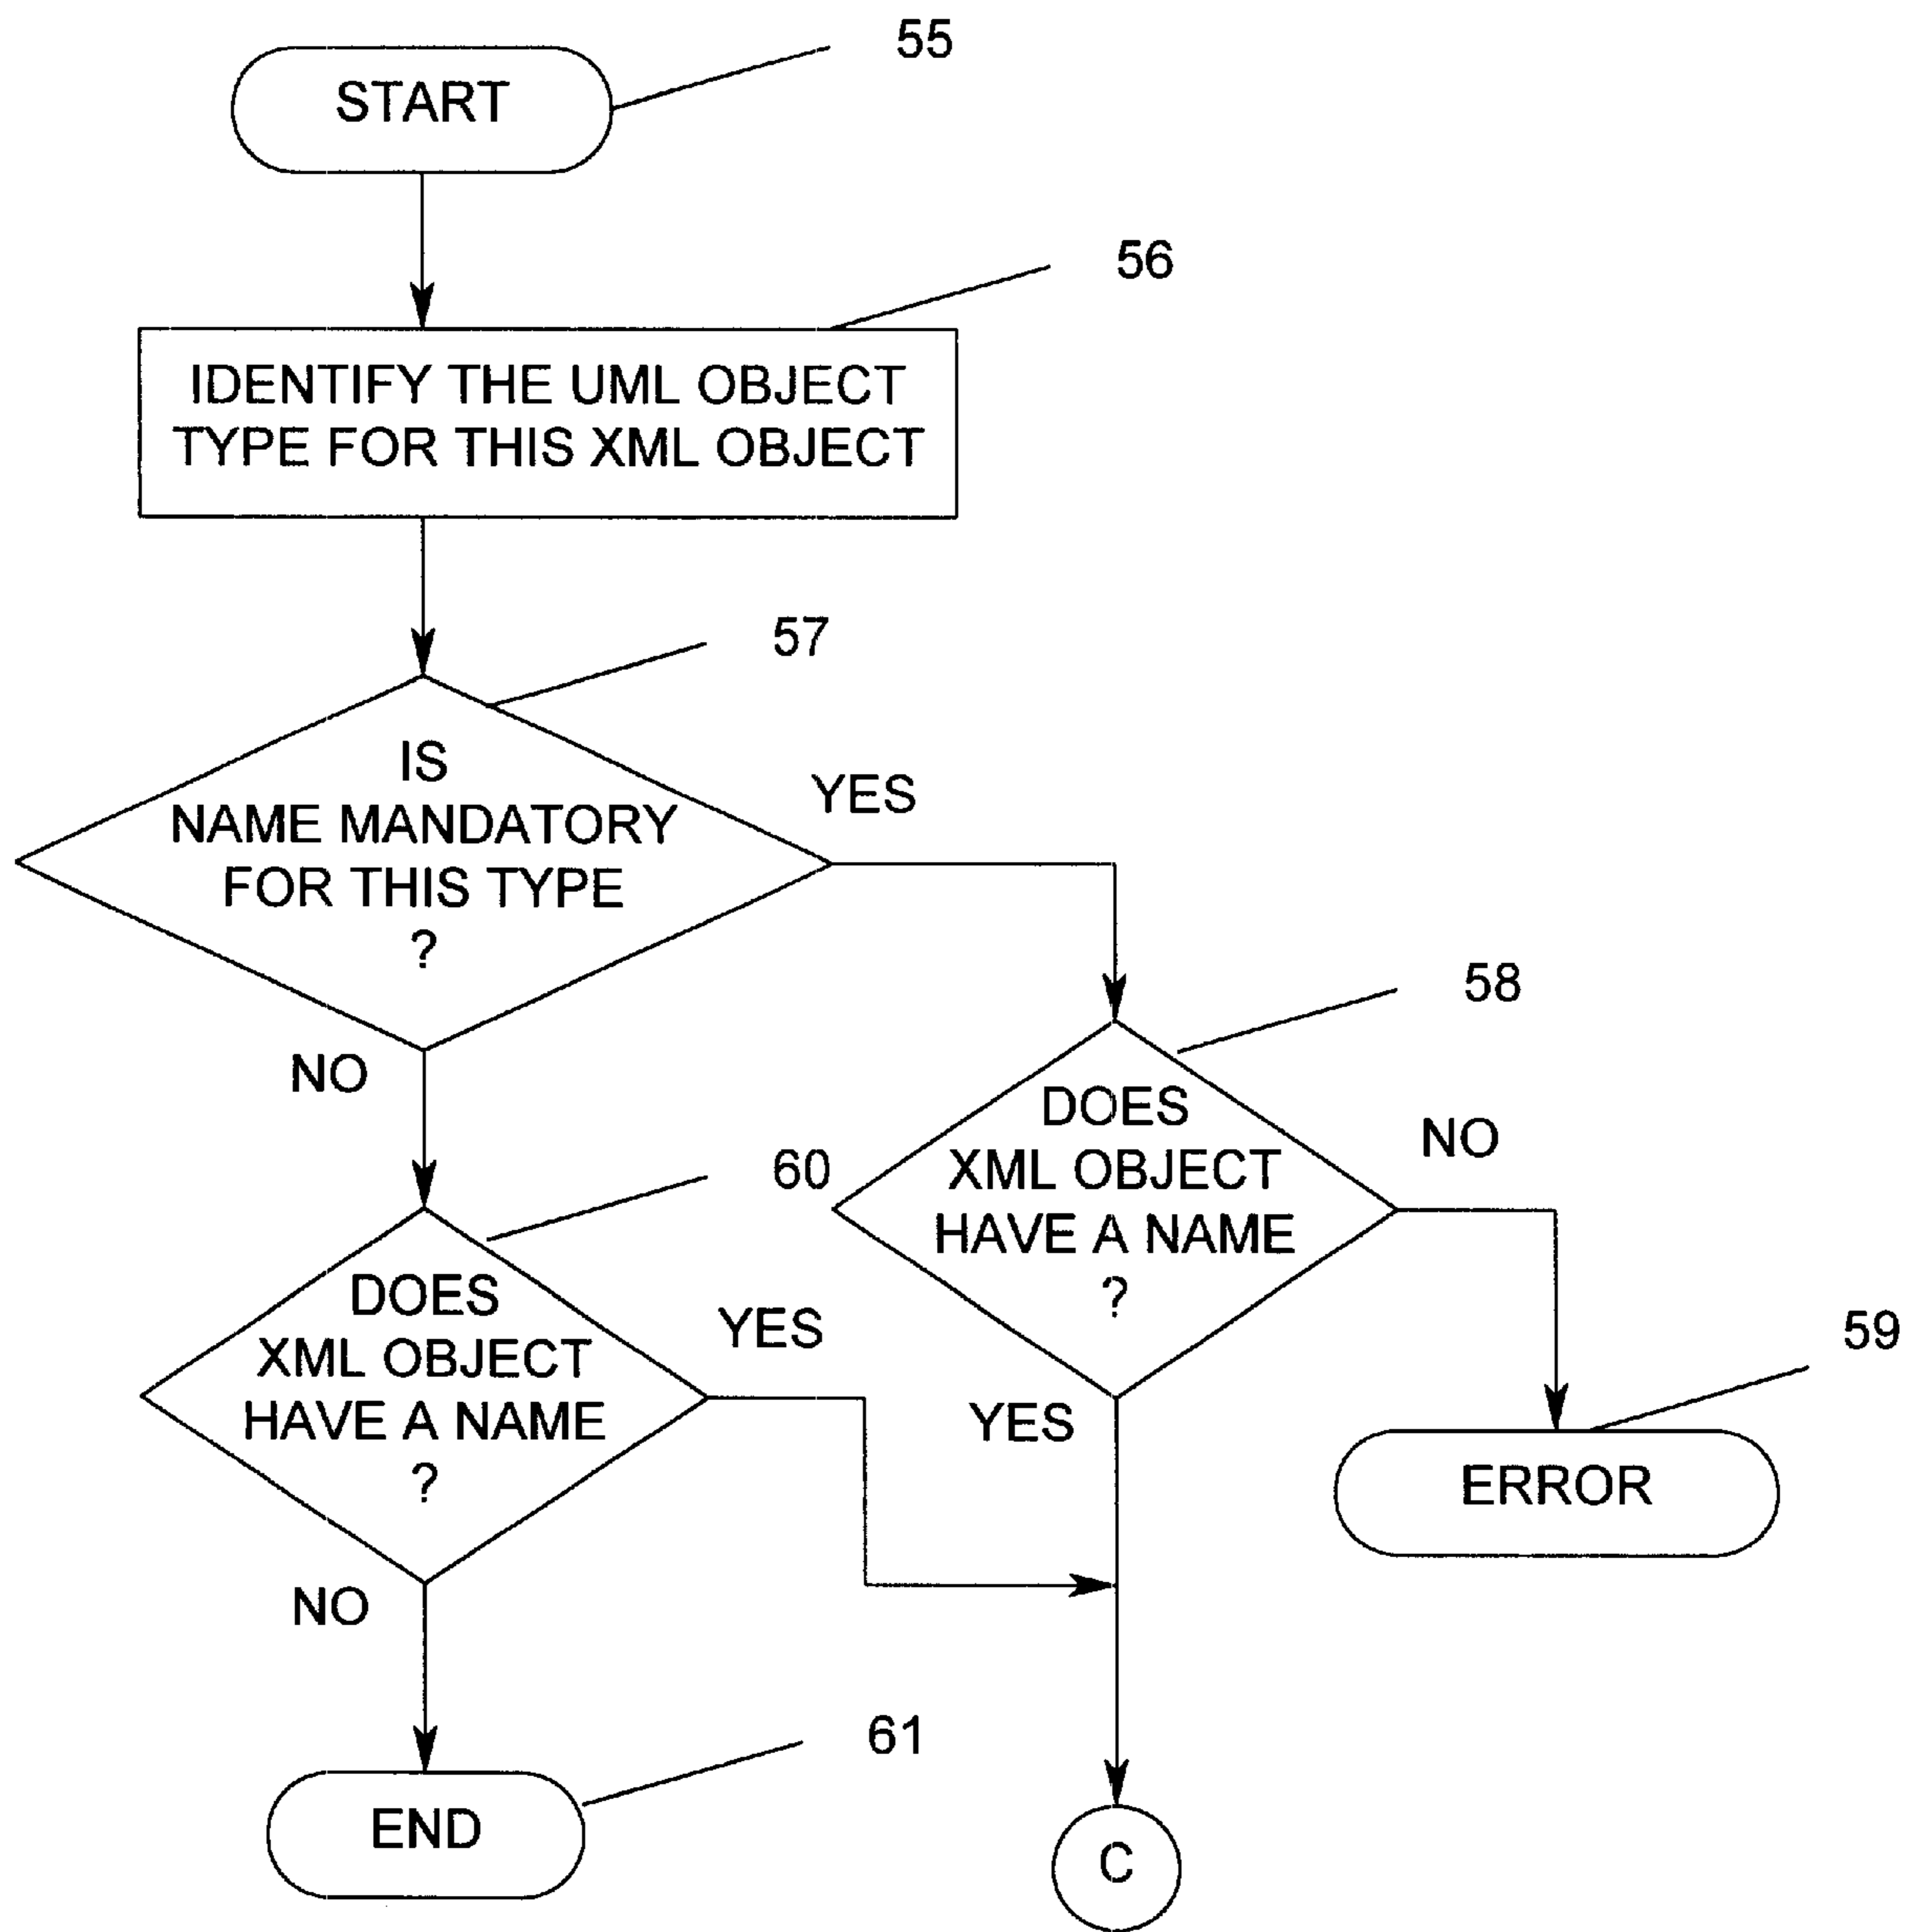 55
START
56
IDENTIFY THE UML OBJECT
TYPE FOR THIS XML OBJECT
57
IS
NAME MANDATORY
FOR THIS TYPE
?
YES
NO
58
DOES
XML OBJECT
HAVE A NAME
?
NO
YES
59
ERROR
60
DOES
XML OBJECT
HAVE A NAME
?
YES
NO
61
END
C